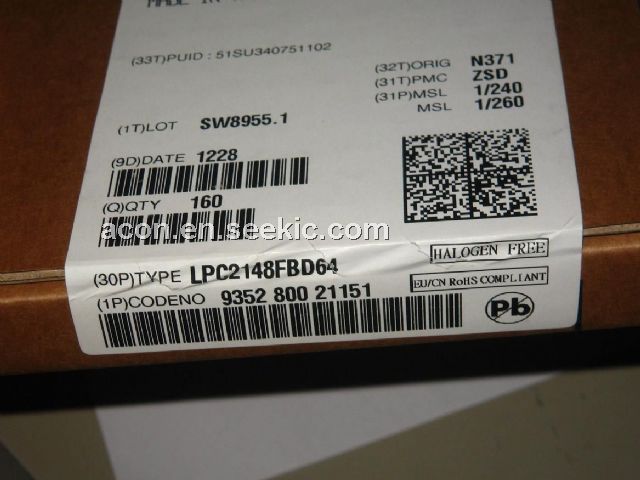 MADE IN
(33T)PUID : 51SU340751102
(32T)ORIG N371
(31T)PMC ZSD
(31P)MSL 1/240
MSL 1/260
(1T)LOT SW8955.1
(9D)DATE 1228
(Q)QTY 160
acon.en.seekic.com
HALOGEN FREE
(30P)TYPE LPC2148FBD64
EU/CN RoHS COMPLIANT
(1P)CODENO 9352 800 21151
Pb